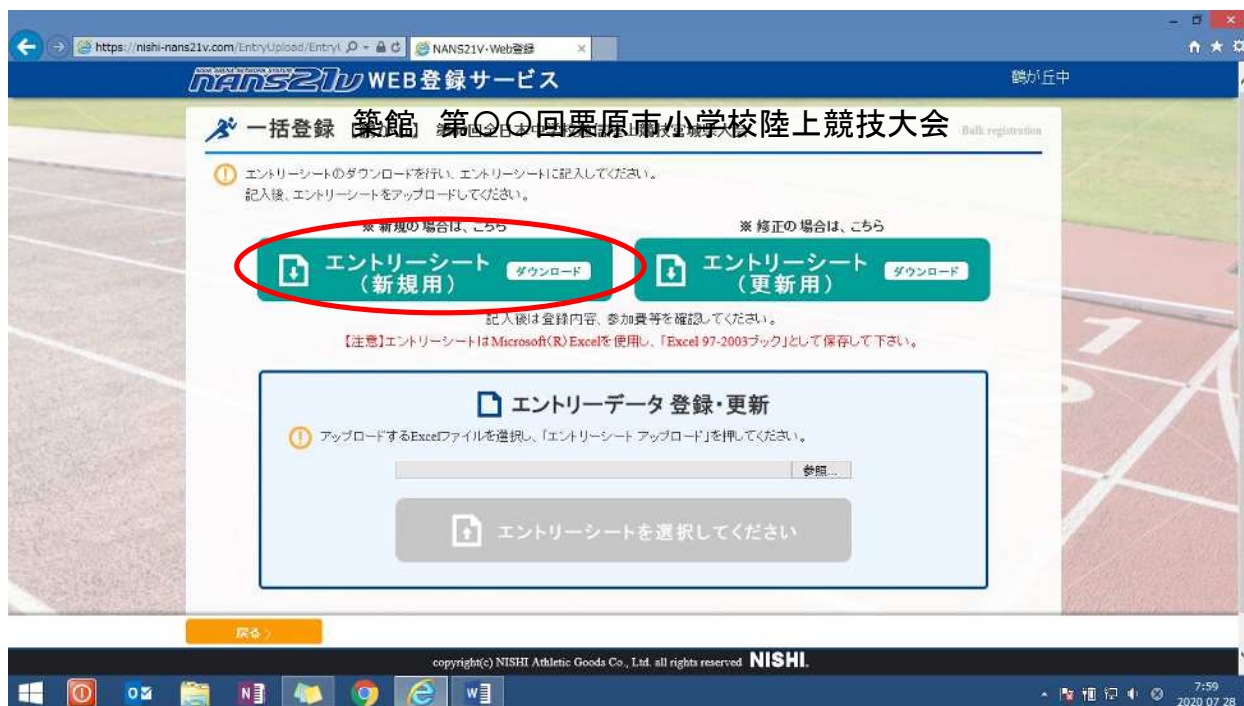 https://nishi-nans21v.com/EntryUpload/Entryl
NANS21V-Web登録
nans21v WEB登録サービス
鶴が丘中
一括登録
築館 第〇〇回栗原市小学校陸上競技大会
Bulk registration
エントリーシートのダウンロードを行い、エントリーシートに記入してください。
記入後、エントリーシートをアップロードしてください。
※ 新規の場合は、こちら
※ 修正の場合は、こちら
エントリーシート
(新規用)
ダウンロード
エントリーシート
(更新用)
ダウンロード
記入後は登録内容、参加費等を確認してください。
【注意】エントリーシートはMicrosoft(R)Excelを使用し、「Excel 97-2003ブック」として保存して下さい。
エントリーデータ 登録・更新
アップロードするExcelファイルを選択し、「エントリーシート アップロード」を押してください。
参照...
エントリーシートを選択してください
戻る 〉
copyright(c) NISHI Athletic Goods Co., Ltd. all rights reserved. NISHI.
7:59
2020 07 28